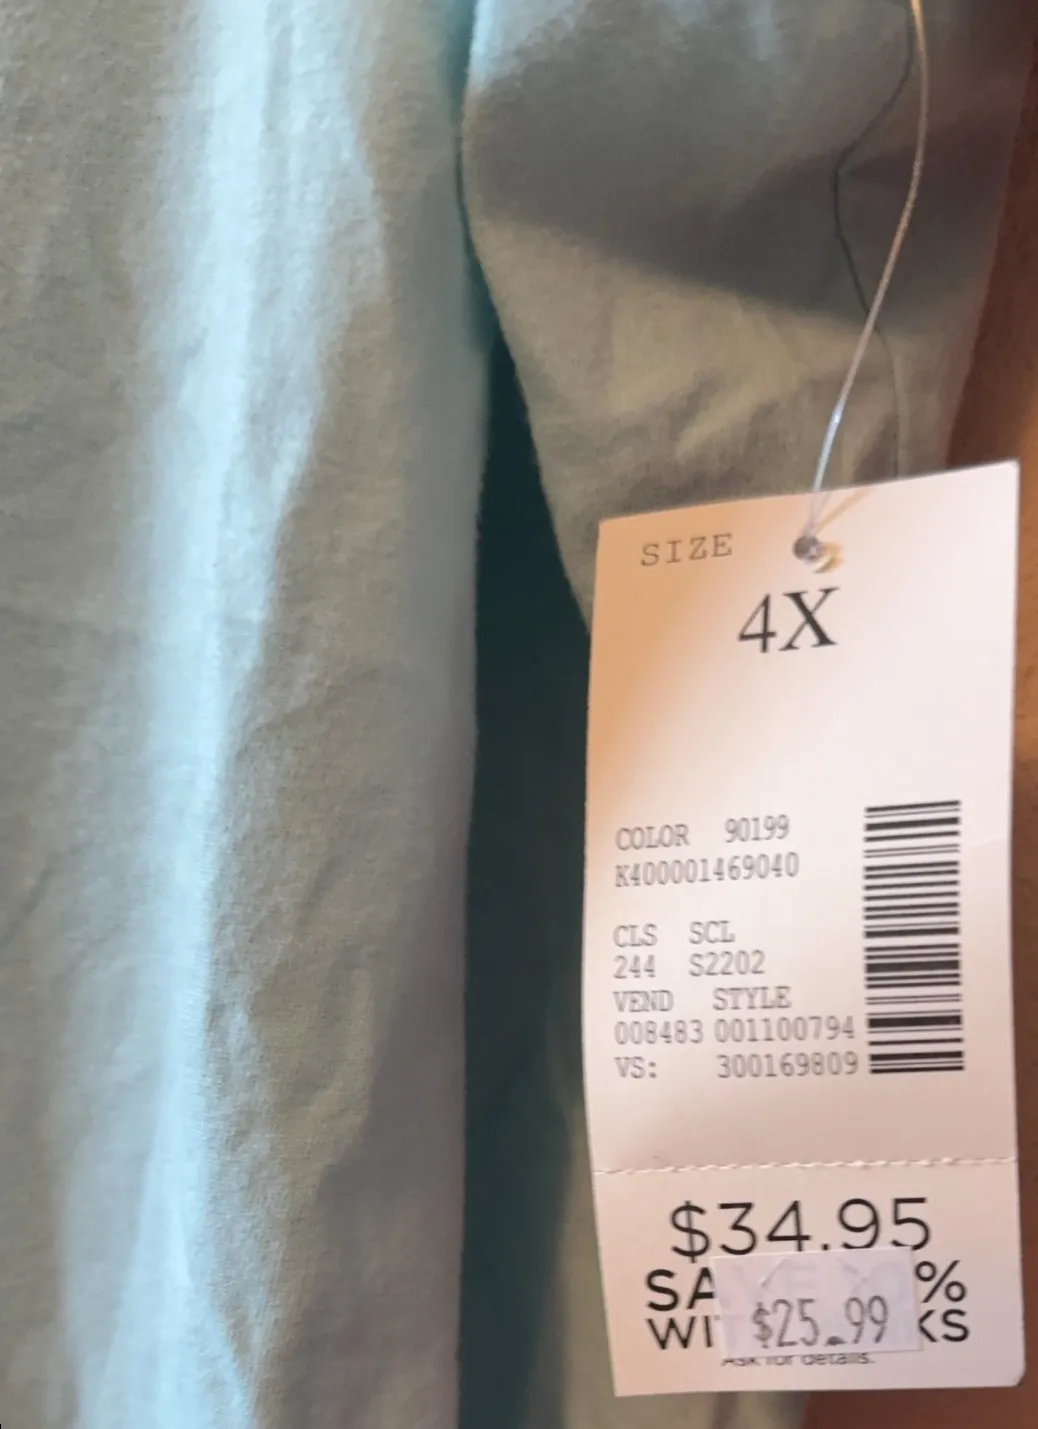 SIZE
4X
COLOR 90199
K400001469040
CLS SCL
244 S2202
VEND STYLE
008483 001100794
VS: 300169809
$34.95
SA %
WI KS
$25.99
Ask for details.